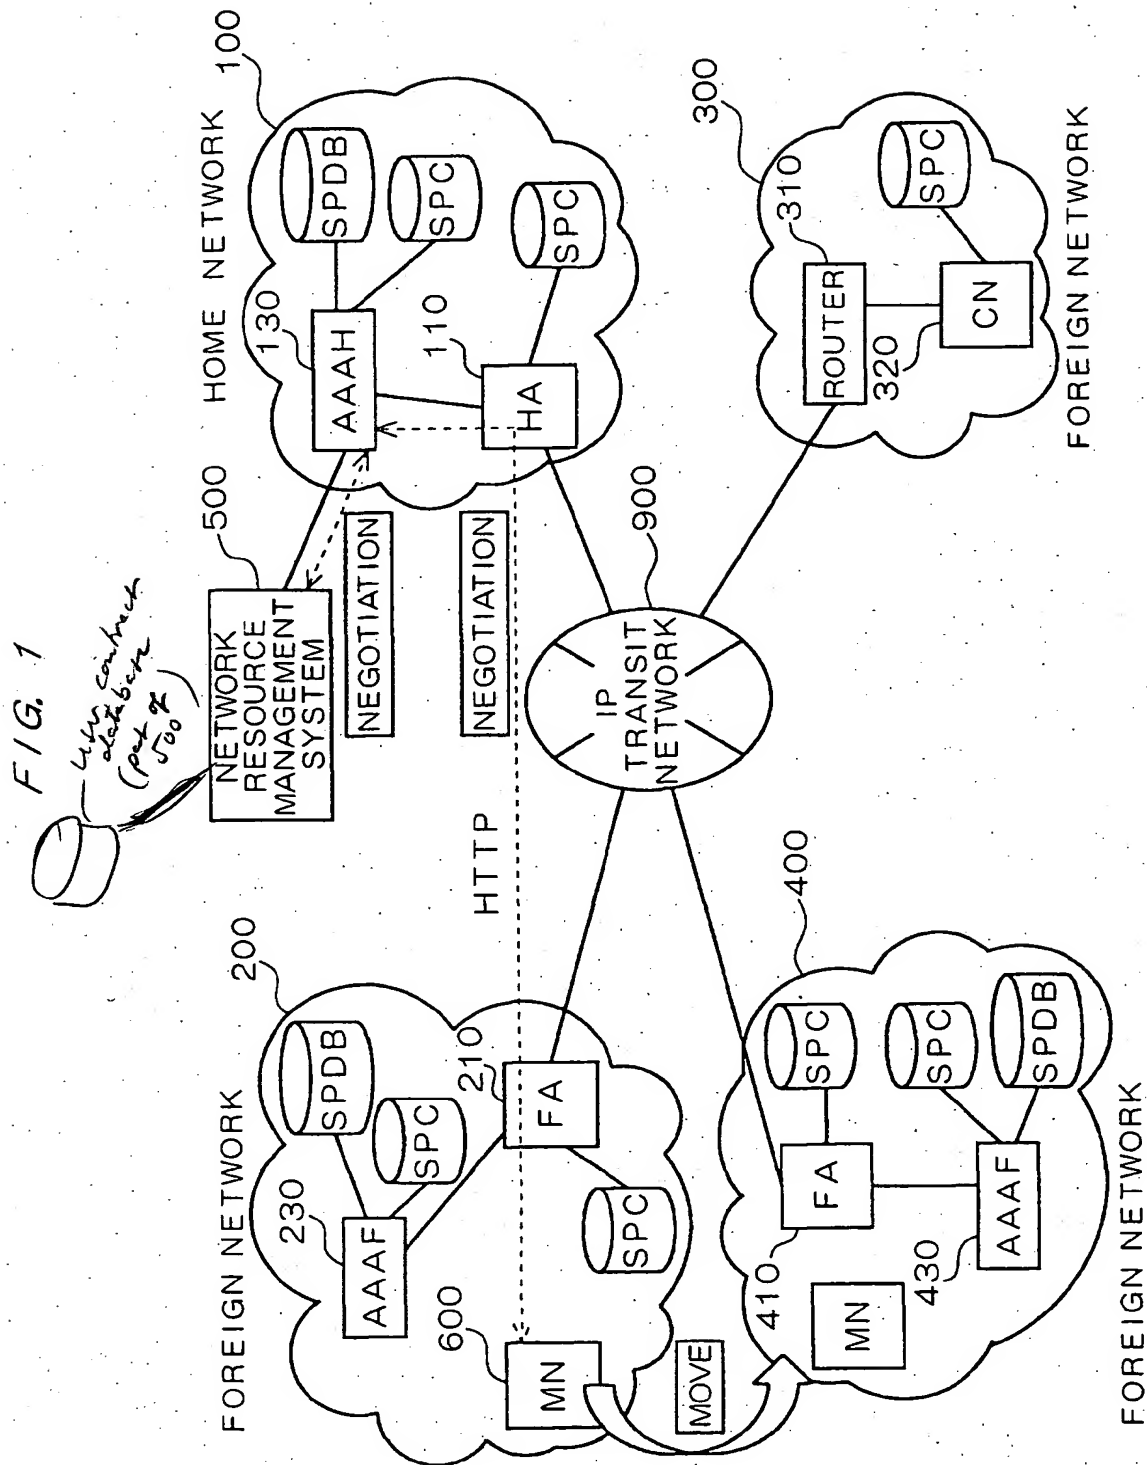 FIG. 1
user contract
database
(part of
500)
NETWORK
RESOURCE
MANAGEMENT
SYSTEM
500
NEGOTIATION
NEGOTIATION
HTTP
HOME NETWORK
100
130
AAAH
SPDB
SPC
110
HA
SPC
FOREIGN NETWORK
200
230
AAAF
SPDB
SPC
210
FA
SPC
600
MN
MOVE
IP
TRANSIT
NETWORK
900
300
310
ROUTER
320
CN
SPC
FOREIGN NETWORK
400
410
FA
SPC
SPC
430
AAAF
SPDB
MN
FOREIGN NETWORK